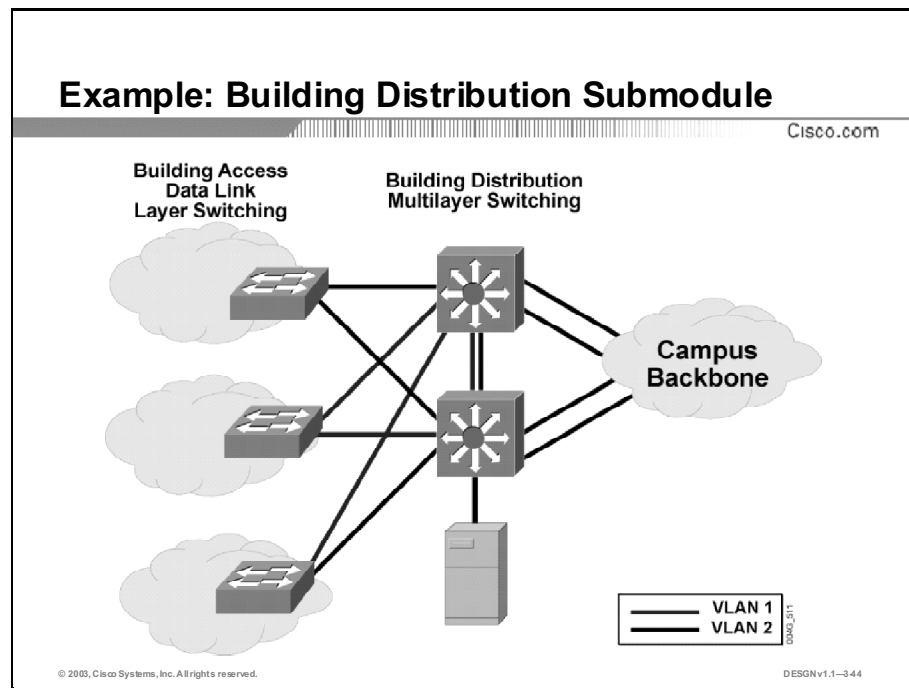 Example: Building Distribution Submodule
Cisco.com
Building Access
Data Link
Layer Switching
Building Distribution
Multilayer Switching
Campus
Backbone
VLAN 1
VLAN 2
004G_511
© 2003, Cisco Systems, Inc. All rights reserved.
DESGN v1.1—3-44